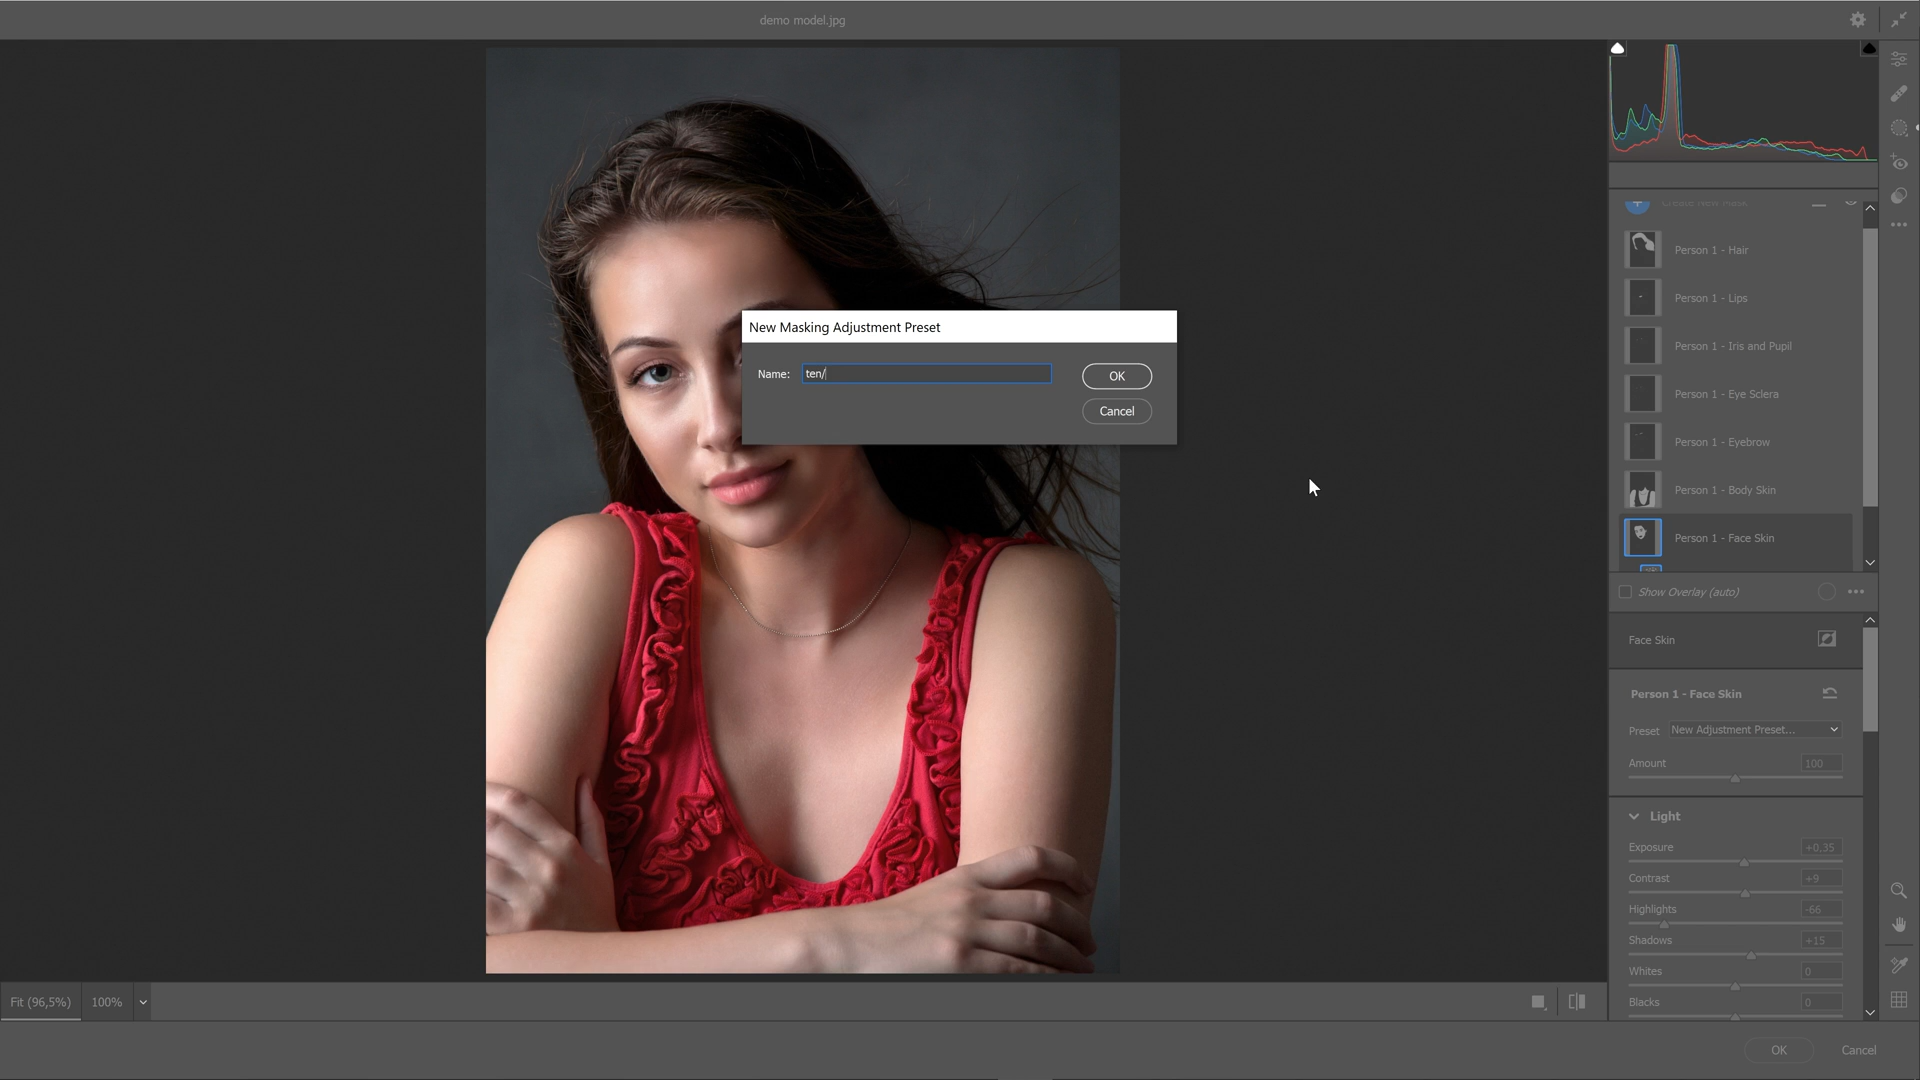 demo model.jpg
Create New Mask
Person 1 - Hair
Person 1 - Lips
Person 1 - Iris and Pupil
Person 1 - Eye Sclera
Person 1 - Eyebrow
Person 1 - Body Skin
Person 1 - Face Skin
New Masking Adjustment Preset
Name: ten/
OK
Cancel
Show Overlay (auto)
Face Skin
Person 1 - Face Skin
Preset New Adjustment Preset...
Amount 100
Light
Exposure +0.35
Contrast +9
Highlights -66
Shadows +15
Whites 0
Blacks 0
Fit (96,5%) 100%
OK Cancel